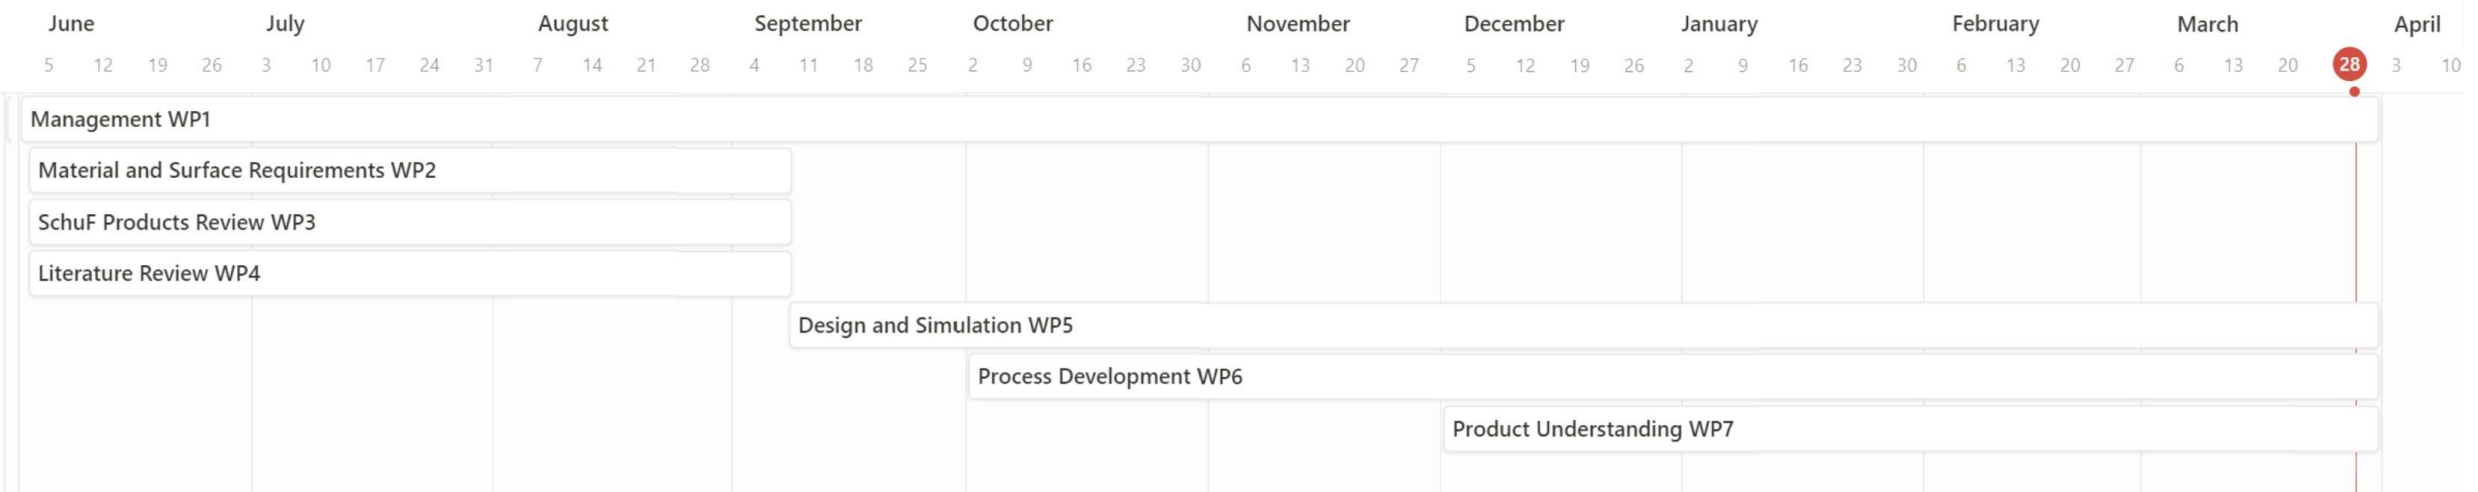 June July August September October November December January February March April
5 12 19 26 3 10 17 24 31 7 14 21 28 4 11 18 25 2 9 16 23 30 6 13 20 27 5 12 19 26 2 9 16 23 30 6 13 20 27 6 13 20 28 3 10
Management WP1
Material and Surface Requirements WP2
SchuF Products Review WP3
Literature Review WP4
Design and Simulation WP5
Process Development WP6
Product Understanding WP7